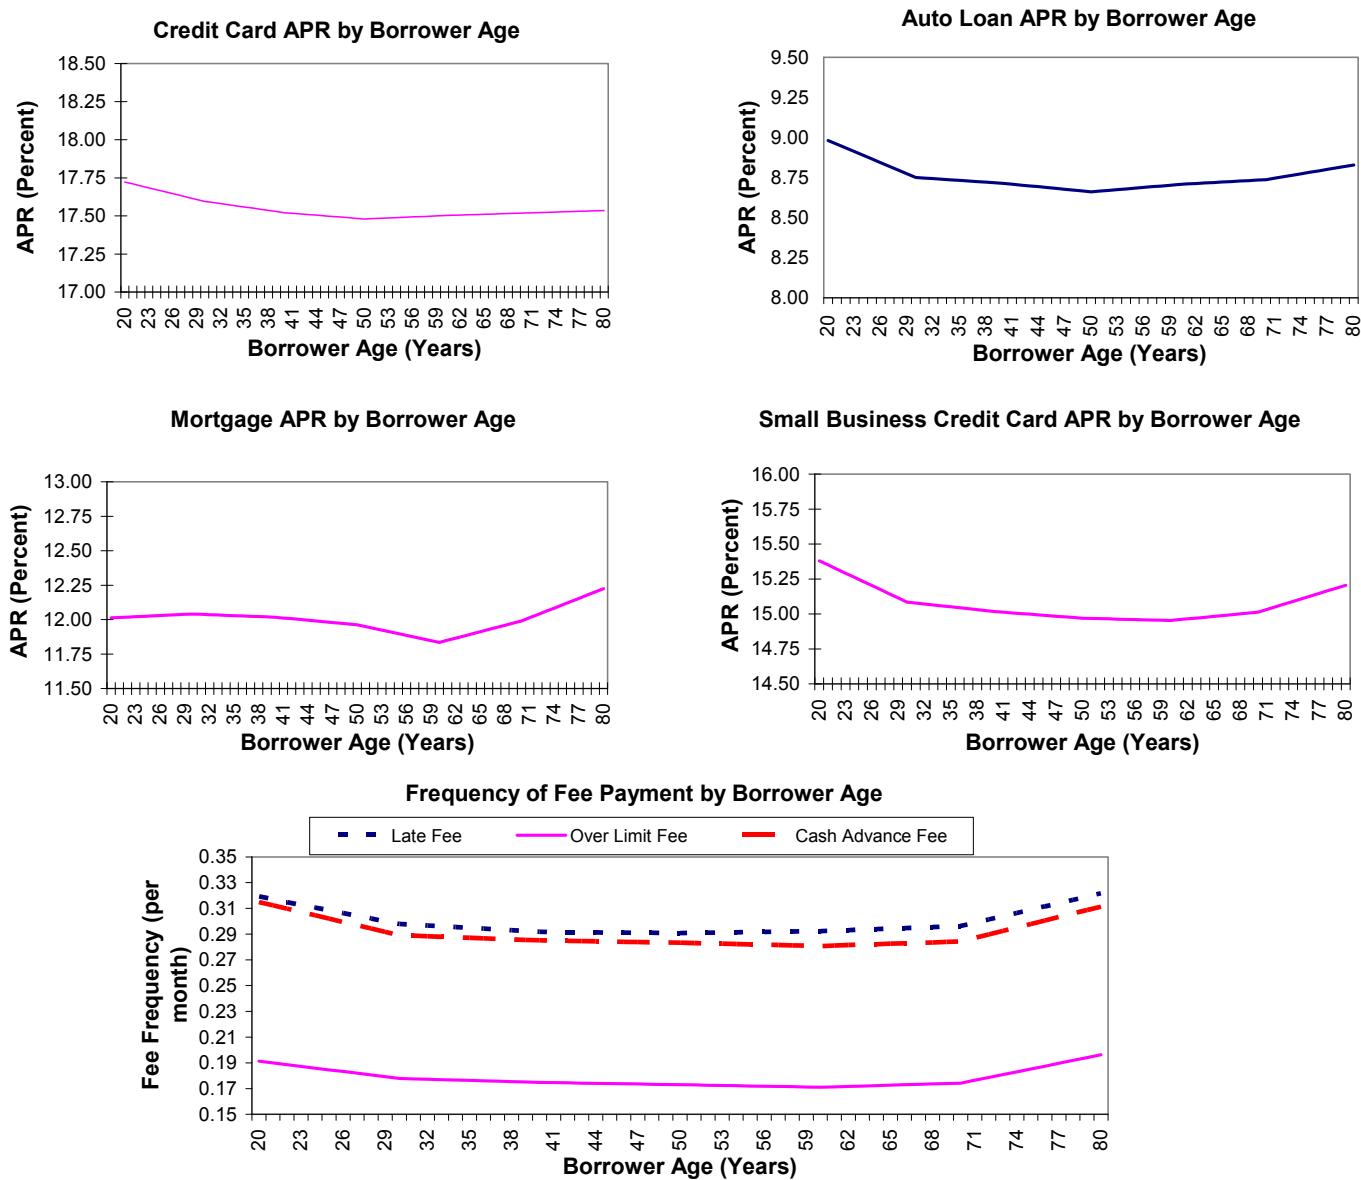 Credit Card APR by Borrower Age
APR (Percent)
18.50
18.25
18.00
17.75
17.50
17.25
17.00
20 23 26 29 32 35 38 41 44 47 50 53 56 59 62 65 68 71 74 77 80
Borrower Age (Years)
Auto Loan APR by Borrower Age
APR (Percent)
9.50
9.25
9.00
8.75
8.50
8.25
8.00
20 23 26 29 32 35 38 41 44 47 50 53 56 59 62 65 68 71 74 77 80
Borrower Age (Years)
Mortgage APR by Borrower Age
APR (Percent)
13.00
12.75
12.50
12.25
12.00
11.75
11.50
20 23 26 29 32 35 38 41 44 47 50 53 56 59 62 65 68 71 74 77 80
Borrower Age (Years)
Small Business Credit Card APR by Borrower Age
APR (Percent)
16.00
15.75
15.50
15.25
15.00
14.75
14.50
20 23 26 29 32 35 38 41 44 47 50 53 56 59 62 65 68 71 74 77 80
Borrower Age (Years)
Frequency of Fee Payment by Borrower Age
Late Fee Over Limit Fee Cash Advance Fee
Fee Frequency (per
month)
0.35
0.33
0.31
0.29
0.27
0.25
0.23
0.21
0.19
0.17
0.15
20 23 26 29 32 35 38 41 44 47 50 53 56 59 62 65 68 71 74 77 80
Borrower Age (Years)